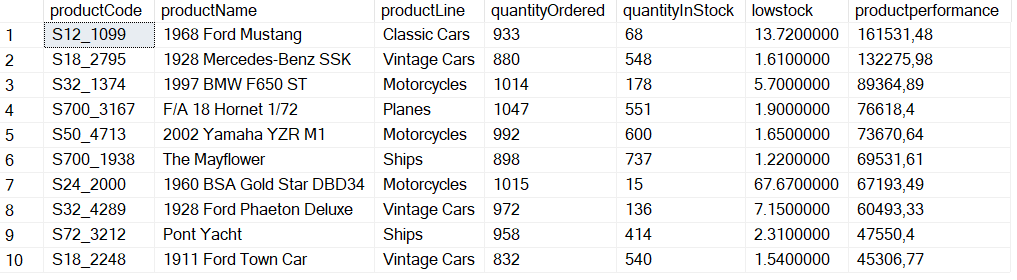 productCode productName productLine quantityOrdered quantityInStock lowstock productperformance
1 S12_1099 1968 Ford Mustang Classic Cars 933 68 13.7200000 161531,48
2 S18_2795 1928 Mercedes-Benz SSK Vintage Cars 880 548 1.6100000 132275,98
3 S32_1374 1997 BMW F650 ST Motorcycles 1014 178 5.7000000 89364,89
4 S700_3167 F/A 18 Hornet 1/72 Planes 1047 551 1.9000000 76618,4
5 S50_4713 2002 Yamaha YZR M1 Motorcycles 992 600 1.6500000 73670,64
6 S700_1938 The Mayflower Ships 898 737 1.2200000 69531,61
7 S24_2000 1960 BSA Gold Star DBD34 Motorcycles 1015 15 67.6700000 67193,49
8 S32_4289 1928 Ford Phaeton Deluxe Vintage Cars 972 136 7.1500000 60493,33
9 S72_3212 Pont Yacht Ships 958 414 2.3100000 47550,4
10 S18_2248 1911 Ford Town Car Vintage Cars 832 540 1.5400000 45306,77